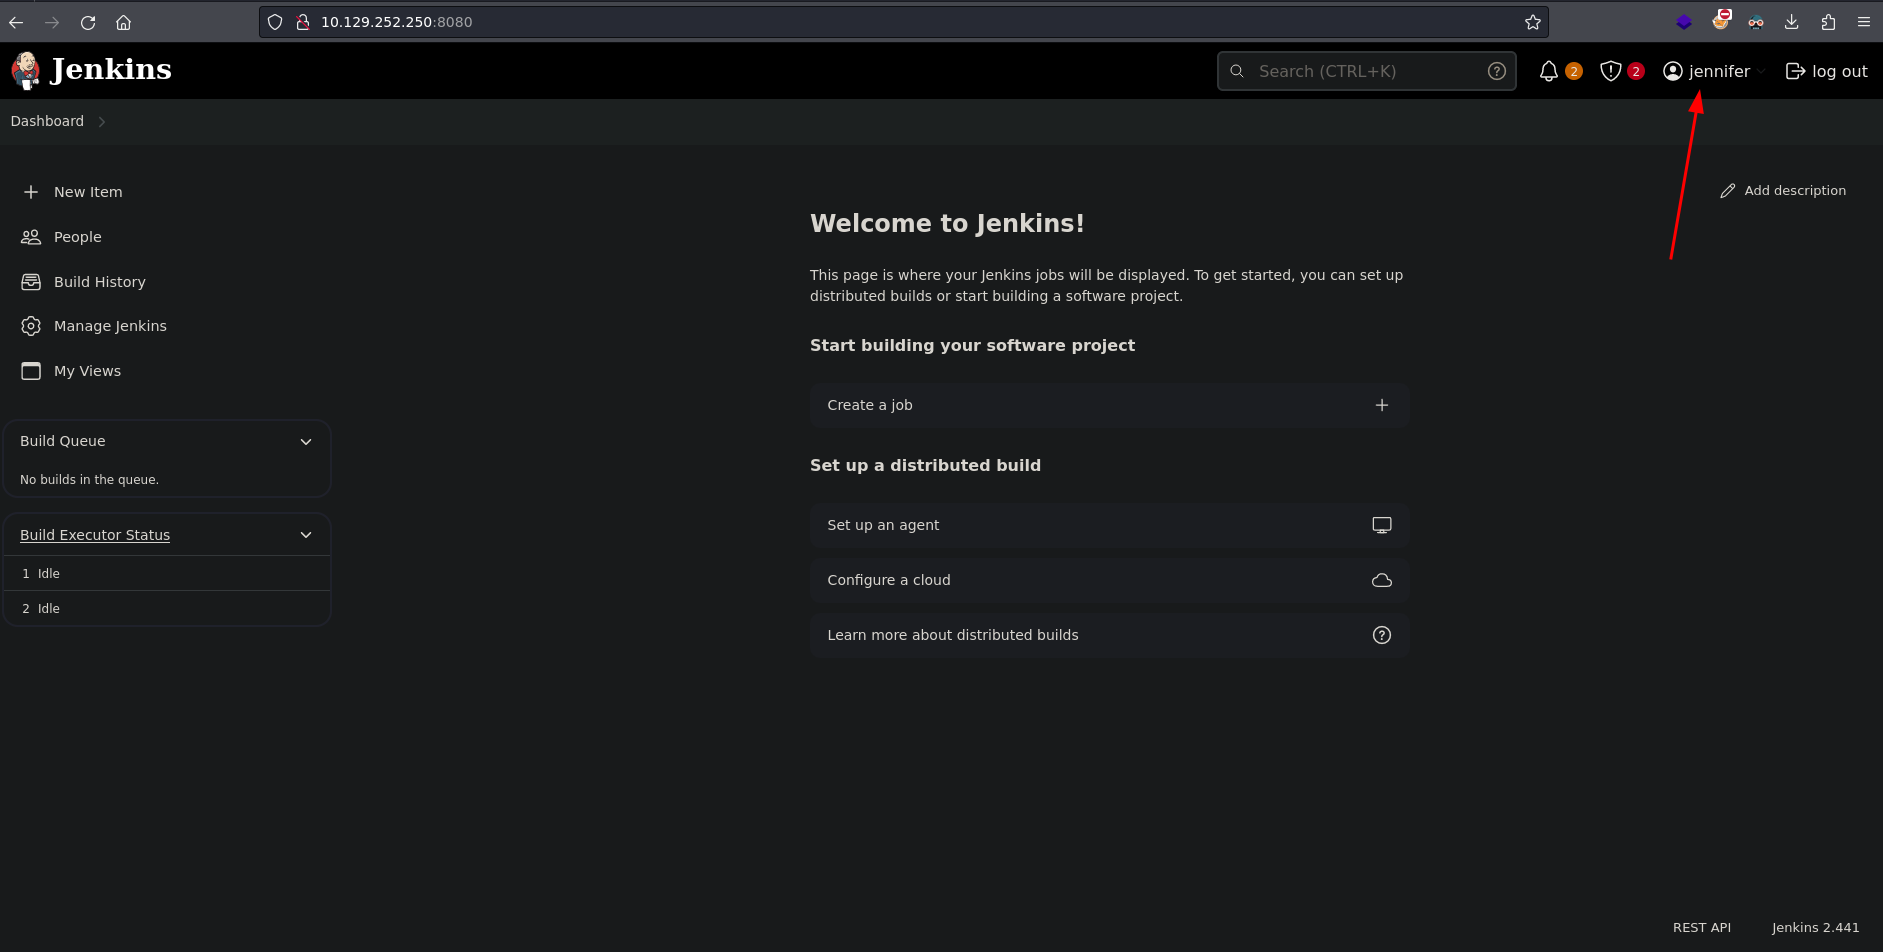 10.129.252.250:8080
Jenkins
Search (CTRL+K)
2
2
jennifer
log out
Dashboard
New Item
People
Build History
Manage Jenkins
My Views
Build Queue
No builds in the queue.
Build Executor Status
1 Idle
2 Idle
Add description
Welcome to Jenkins!
This page is where your Jenkins jobs will be displayed. To get started, you can set up
distributed builds or start building a software project.
Start building your software project
Create a job
Set up a distributed build
Set up an agent
Configure a cloud
Learn more about distributed builds
REST API
Jenkins 2.441